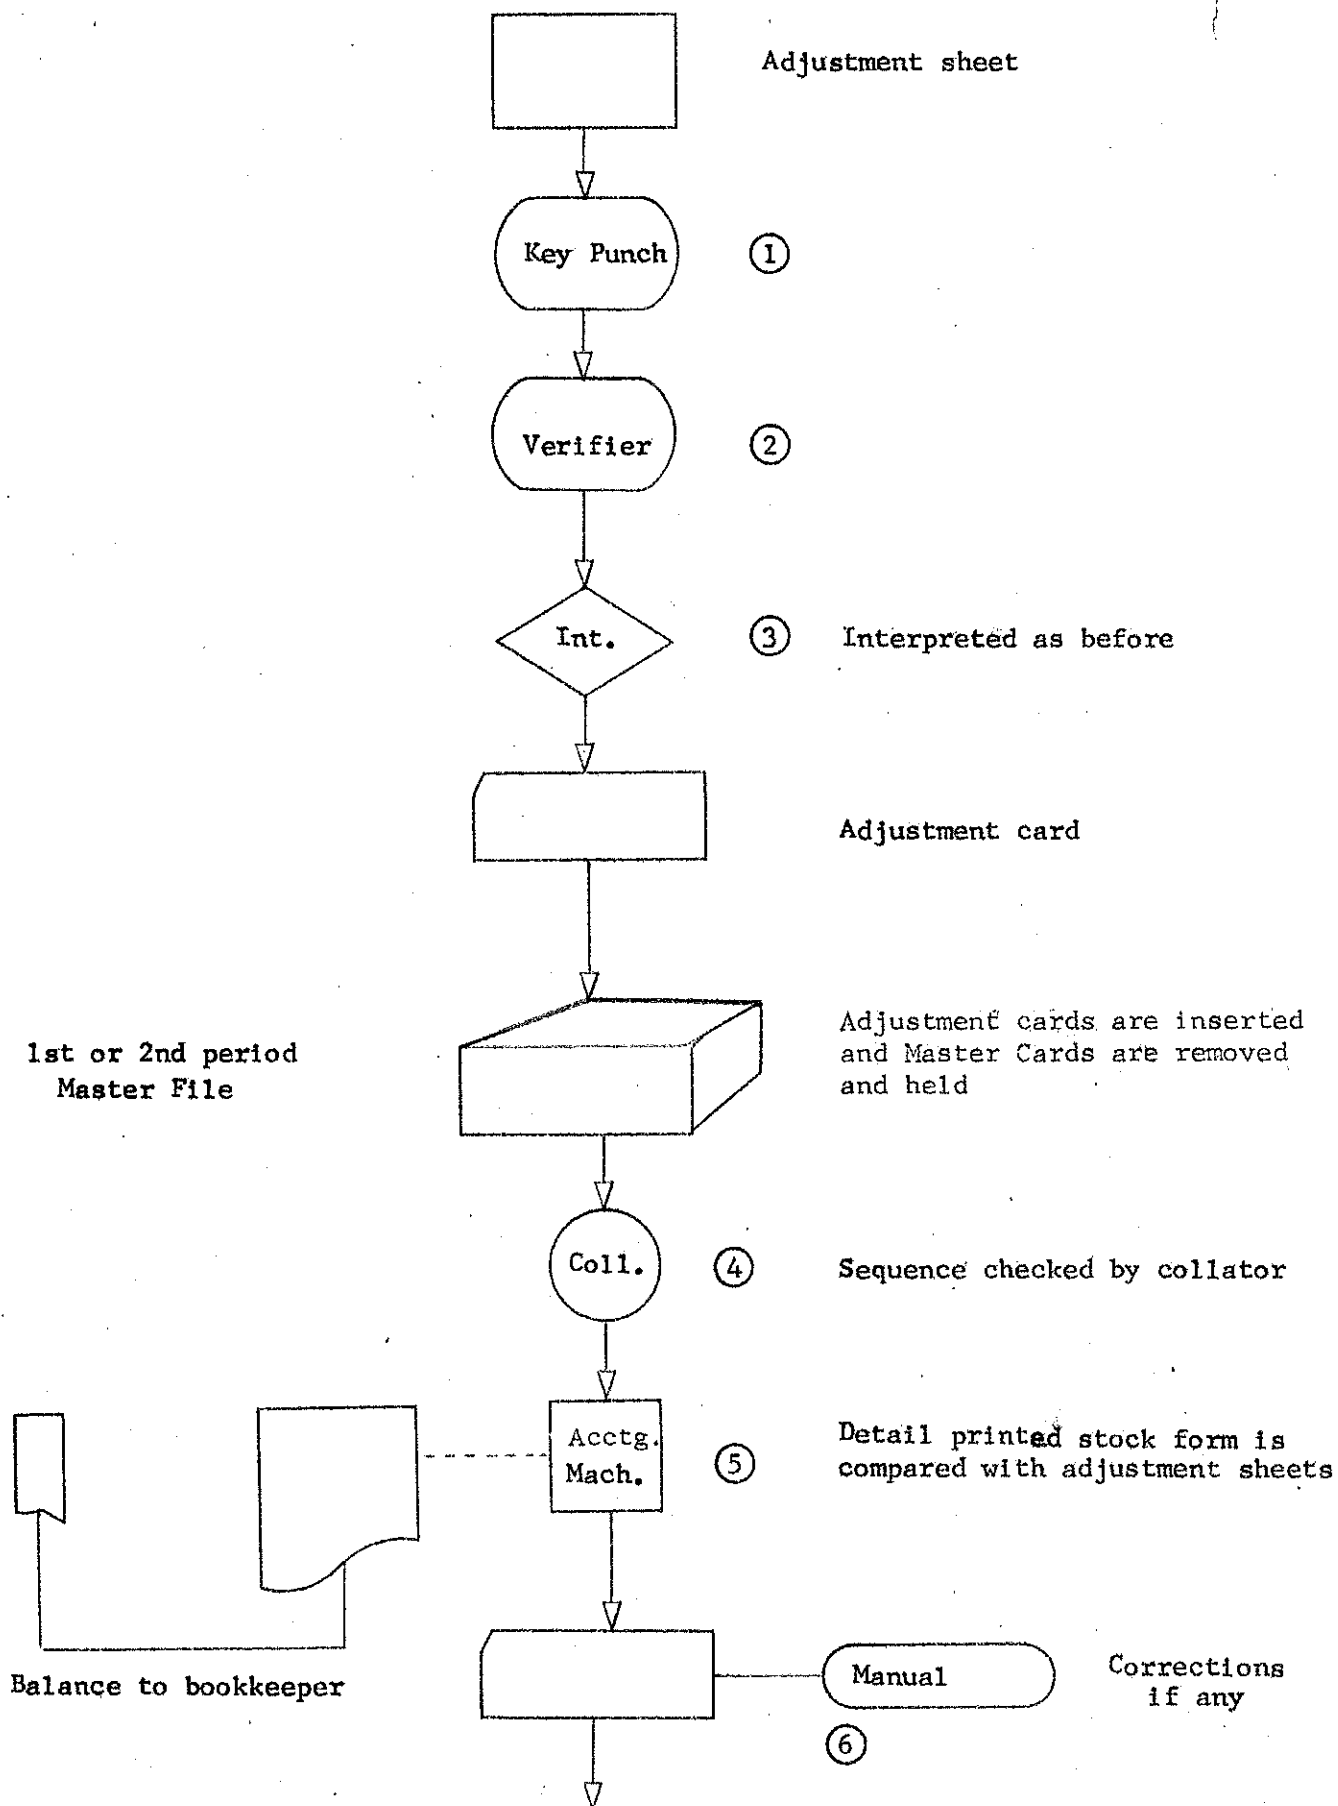 Adjustment sheet
Key Punch
1
Verifier
2
Int.
3
Interpreted as before
Adjustment card
1st or 2nd period
Master File
Adjustment cards are inserted
and Master Cards are removed
and held
Coll.
4
Sequence checked by collator
Acctg.
Mach.
5
Detail printed stock form is
compared with adjustment sheets
Balance to bookkeeper
Manual
6
Corrections
if any